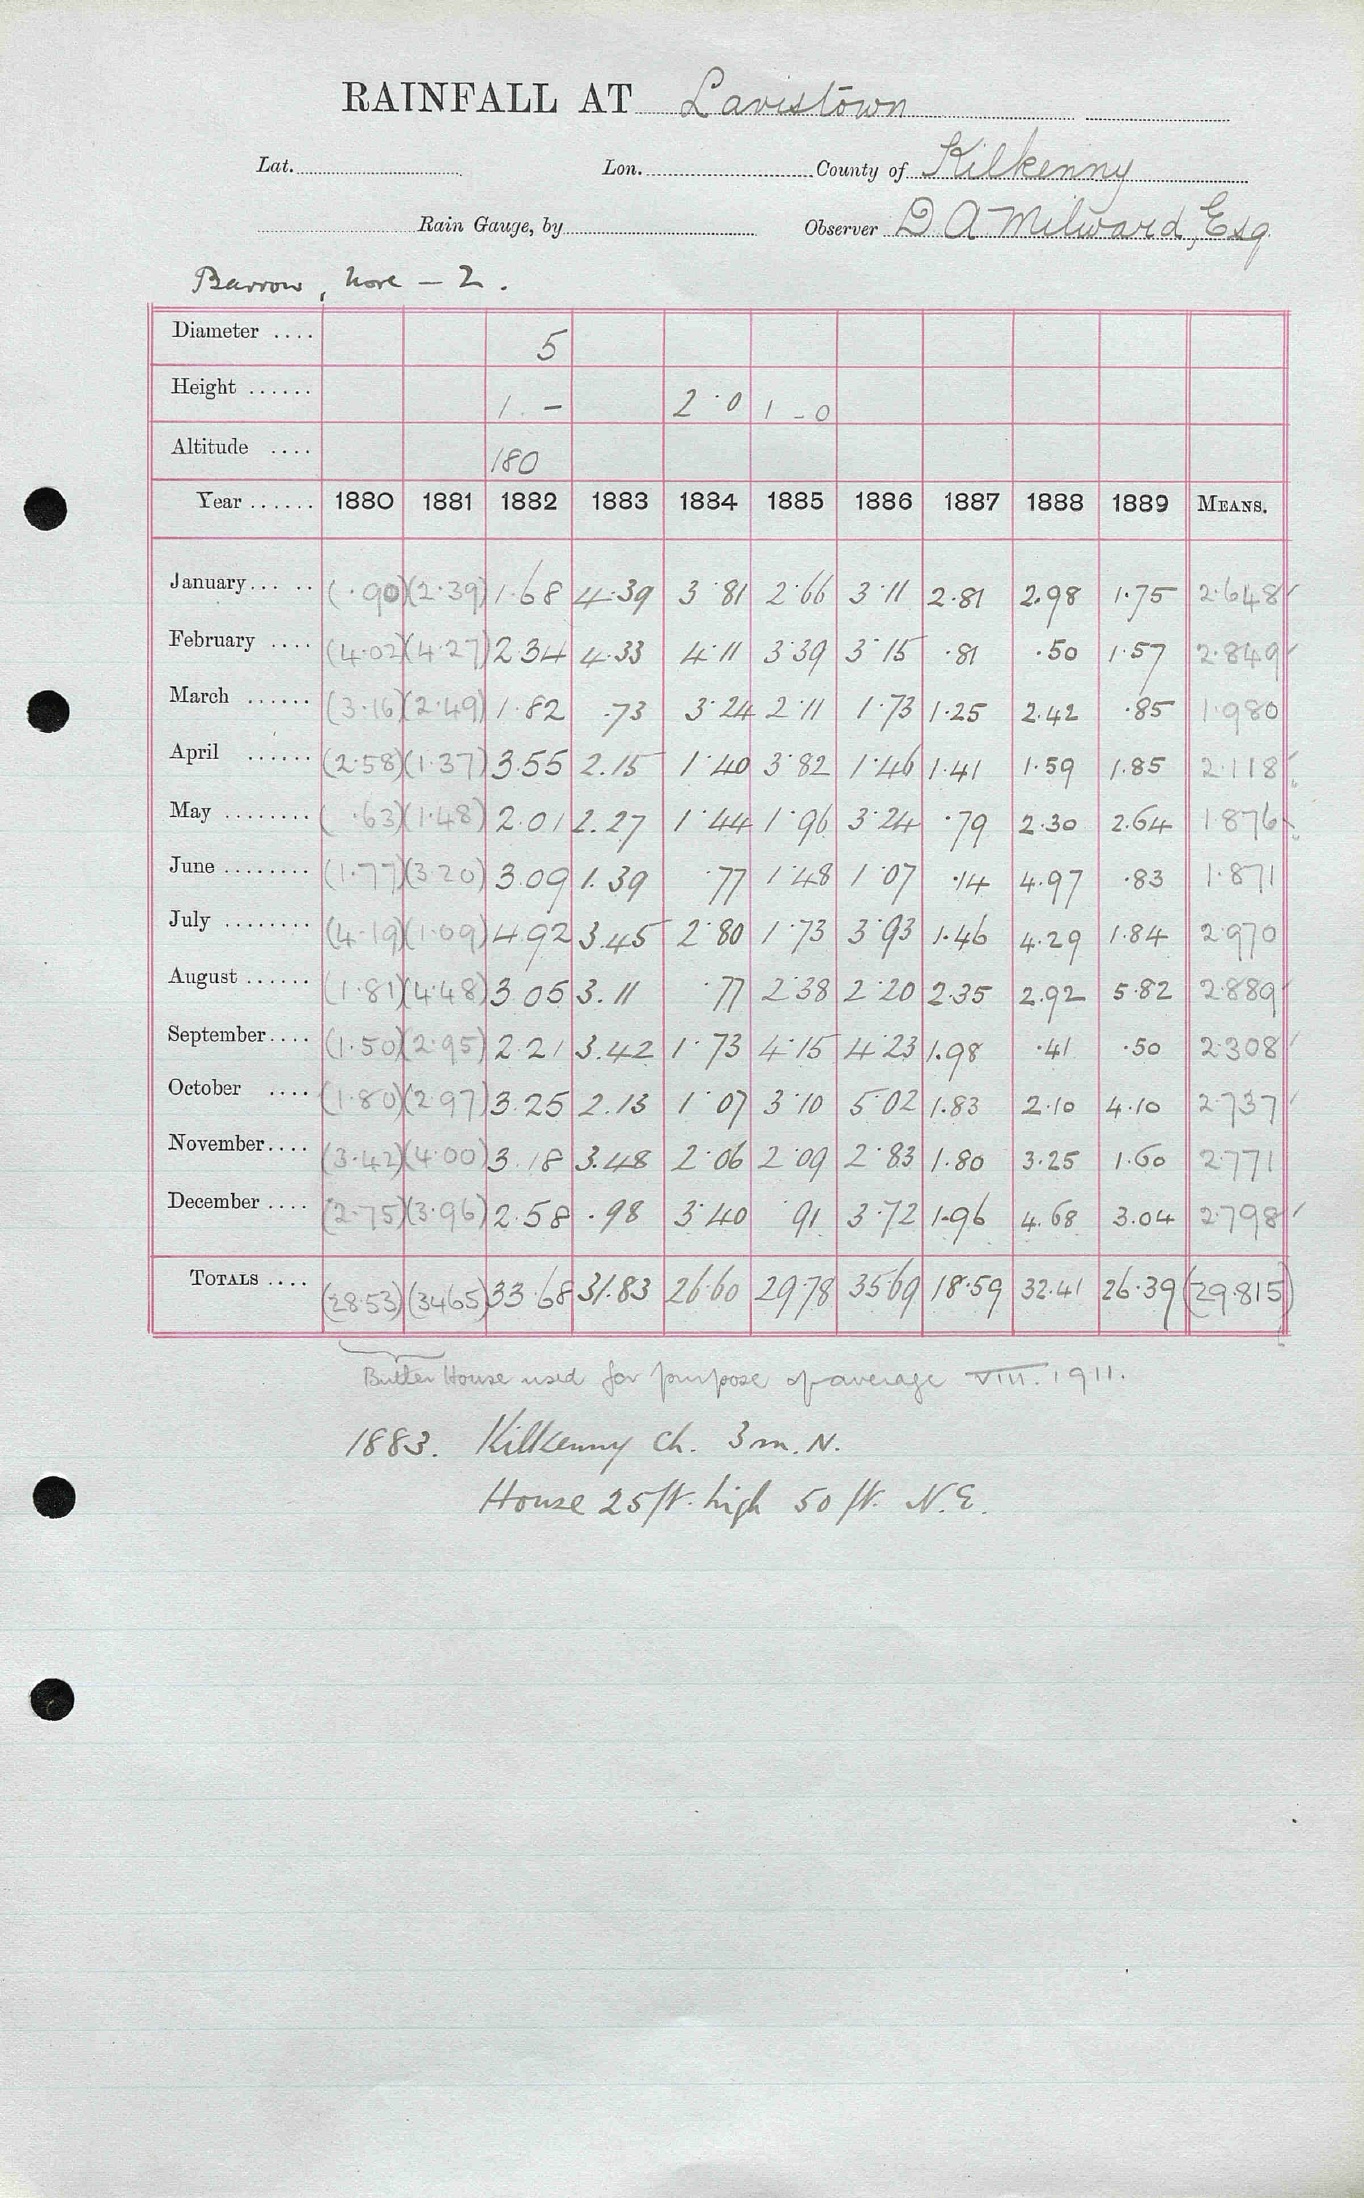 RAINFALL AT Lavistown
Lat. Lon. County of Kilkenny
Rain Gauge, by Observer D A Milward, Esq
Barrow, Nore – 2.
Diameter .... 5
Height ...... 1. – 2·0 1 – 0
Altitude .... 180
Year ...... 1880 1881 1882 1883 1884 1885 1886 1887 1888 1889 MEANS.
January... .. (·90) (2·39) 1·68 4·39 3·81 2·66 3·11 2·81 2.98 1·75 2·648
February .... (4·02) (4·27) 2.34 4.33 4·11 3·39 3·15 ·81 ·50 1·57 2·849
March ...... (3·16) (2·49) 1·82 ·73 3·24 2·11 1·73 1·25 2.42 ·85 1·980
April ...... (2·58) (1·37) 3.55 2.15 1·40 3·82 1·46 1·41 1·59 1·85 2·118
May ........ (·63) (1·48) 2.01 2.27 1·44 1·96 3·24 ·79 2.30 2.64 1·876
June ........ (1·77) (3·20) 3.09 1.39 ·77 1·48 1·07 ·14 4.97 ·83 1·871
July ........ (4·19) (1·09) 4.92 3.45 2·80 1·73 3·93 1.46 4.29 1·84 2·970
August ...... (1·81) (4·48) 3.05 3.11 ·77 2·38 2·20 2.35 2.92 5.82 2·889
September.... (1·50) (2·95) 2.21 3.42 1·73 4·15 4·23 1.98 ·41 ·50 2·308
October .... (1·80) (2·97) 3.25 2.13 1·07 3·10 5·02 1.83 2·10 4·10 2·737
November.... (3·42) (4·00) 3.18 3.48 2·06 2·09 2·83 1·80 3·25 1·60 2·771
December .... (2·75) (3·96) 2.58 ·98 3·40 ·91 3·72 1·96 4.68 3.04 2·798
TOTALS .... (28·53) (34·65) 33·68 31.83 26·60 29·78 35·69 18·59 32.41 26·39 (29·815)
Butler House used for purpose of average VIII. 1911.
1883. Kilkenny Ch. 3 m. N.
House 25 ft. high 50 ft. N.E.